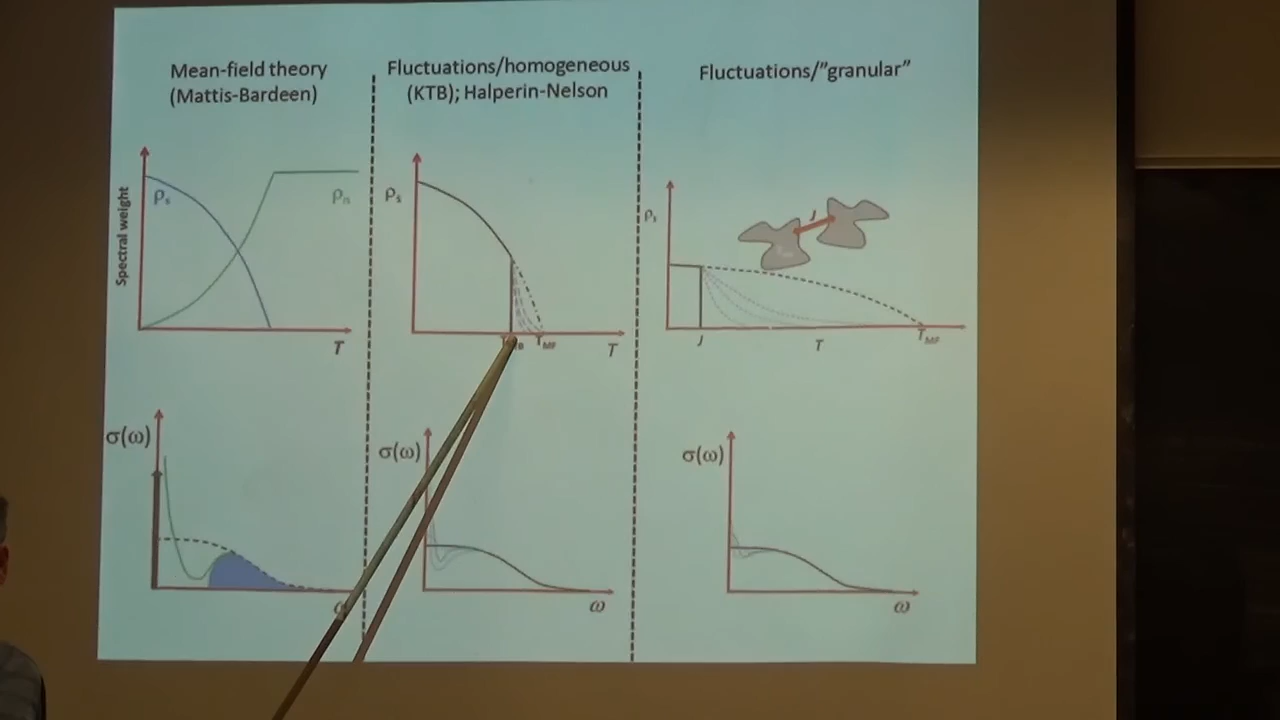 Mean-field theory
(Mattis-Bardeen)
Fluctuations/homogeneous
(KTB); Halperin-Nelson
Fluctuations/"granular"
Spectral weight
ρs
ρn
T
ρs
TMF
T
ρs
J
J
T
TMF
σ(ω)
σ(ω)
ω
σ(ω)
ω